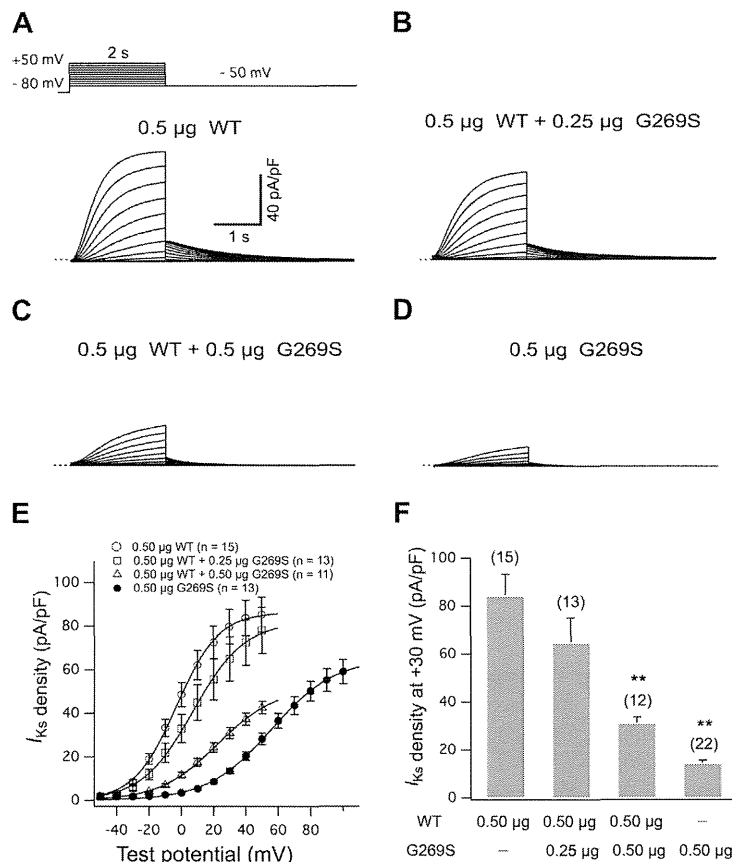 A
B
2 s
+50 mV
- 80 mV
- 50 mV
0.5 µg WT
0.5 µg WT + 0.25 µg G269S
40 pA/pF
1 s
C
D
0.5 µg WT + 0.5 µg G269S
0.5 µg G269S
E
0.50 µg WT (n = 15)
0.50 µg WT + 0.25 µg G269S (n = 13)
0.50 µg WT + 0.50 µg G269S (n = 11)
0.50 µg G269S (n = 13)
IKs density (pA/pF)
100
80
60
40
20
0
-40 -20 0 20 40 60 80
Test potential (mV)
F
IKs density at +30 mV (pA/pF)
100
80
60
40
20
0
(15)
(13)
**
(12)
**
(22)
WT 0.50 µg 0.50 µg 0.50 µg –
G269S – 0.25 µg 0.50 µg 0.50 µg